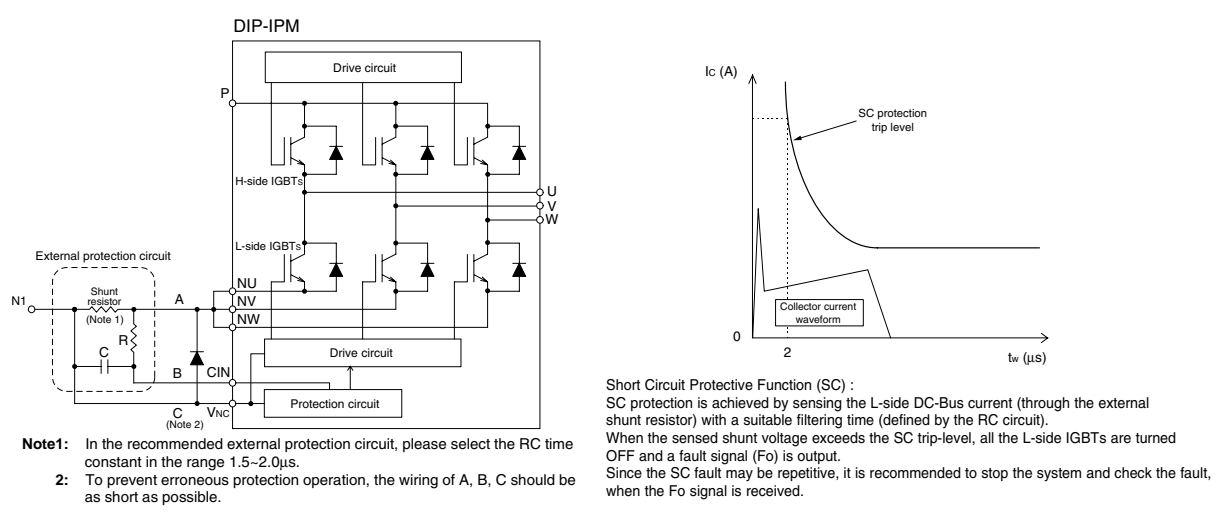 DIP-IPM
Drive circuit
P
H-side IGBTs
U
V
W
L-side IGBTs
External protection circuit
Shunt
resistor
(Note 1)
N1
A
NU
NV
NW
R
C
Drive circuit
B
CIN
Protection circuit
C
(Note 2)
VNC
Note1: In the recommended external protection circuit, please select the RC time
constant in the range 1.5~2.0μs.
2: To prevent erroneous protection operation, the wiring of A, B, C should be
as short as possible.
IC (A)
SC protection
trip level
Collector current
waveform
0
2
tw (μs)
Short Circuit Protective Function (SC) :
SC protection is achieved by sensing the L-side DC-Bus current (through the external
shunt resistor) with a suitable filtering time (defined by the RC circuit).
When the sensed shunt voltage exceeds the SC trip-level, all the L-side IGBTs are turned
OFF and a fault signal (Fo) is output.
Since the SC fault may be repetitive, it is recommended to stop the system and check the fault,
when the Fo signal is received.